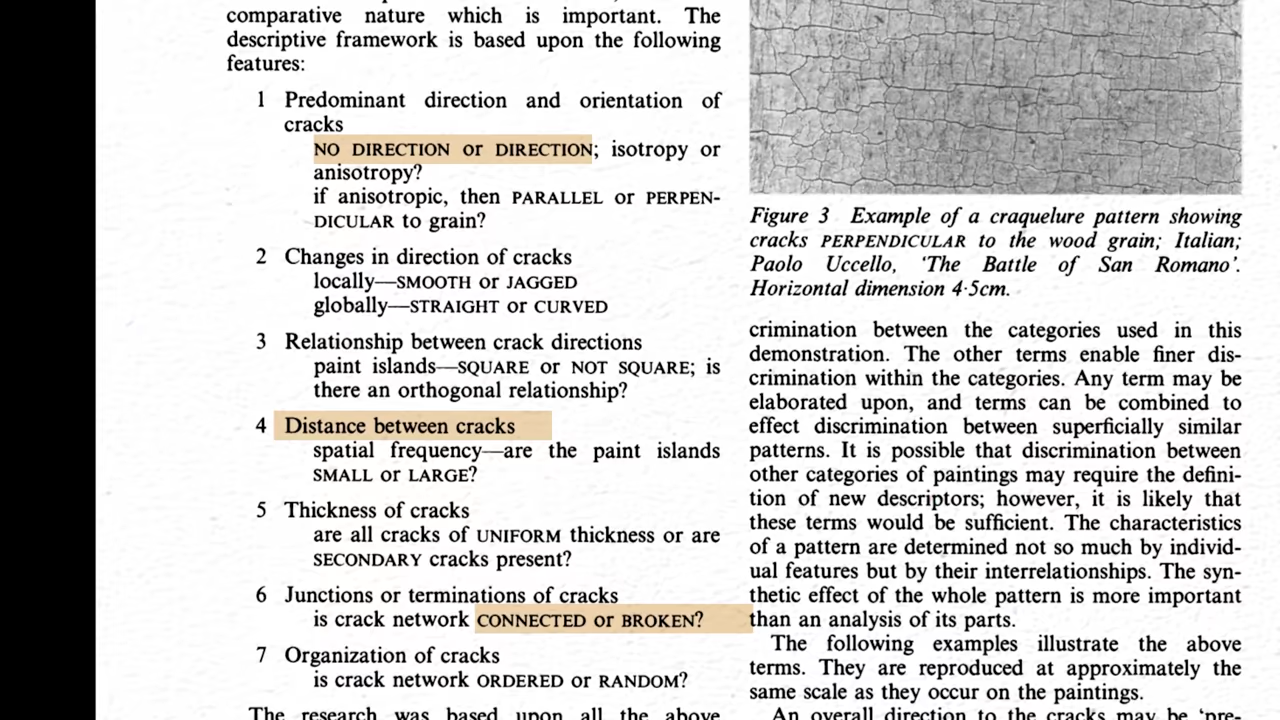 comparative nature which is important. The
descriptive framework is based upon the following
features:
1 Predominant direction and orientation of
cracks
NO DIRECTION or DIRECTION; isotropy or
anisotropy?
if anisotropic, then PARALLEL or PERPEN-
DICULAR to grain?
2 Changes in direction of cracks
locally—SMOOTH or JAGGED
globally—STRAIGHT or CURVED
3 Relationship between crack directions
paint islands—SQUARE or NOT SQUARE; is
there an orthogonal relationship?
4 Distance between cracks
spatial frequency—are the paint islands
SMALL or LARGE?
5 Thickness of cracks
are all cracks of UNIFORM thickness or are
SECONDARY cracks present?
6 Junctions or terminations of cracks
is crack network CONNECTED or BROKEN?
7 Organization of cracks
is crack network ORDERED or RANDOM?
The research was based upon all the above
Figure 3 Example of a craquelure pattern showing
cracks PERPENDICULAR to the wood grain; Italian;
Paolo Uccello, ‘The Battle of San Romano’.
Horizontal dimension 4·5cm.
crimination between the categories used in this
demonstration. The other terms enable finer dis-
crimination within the categories. Any term may be
elaborated upon, and terms can be combined to
effect discrimination between superficially similar
patterns. It is possible that discrimination between
other categories of paintings may require the defini-
tion of new descriptors; however, it is likely that
these terms would be sufficient. The characteristics
of a pattern are determined not so much by individ-
ual features but by their interrelationships. The syn-
thetic effect of the whole pattern is more important
than an analysis of its parts.
The following examples illustrate the above
terms. They are reproduced at approximately the
same scale as they occur on the paintings.
An overall direction to the cracks may be ‘pre-